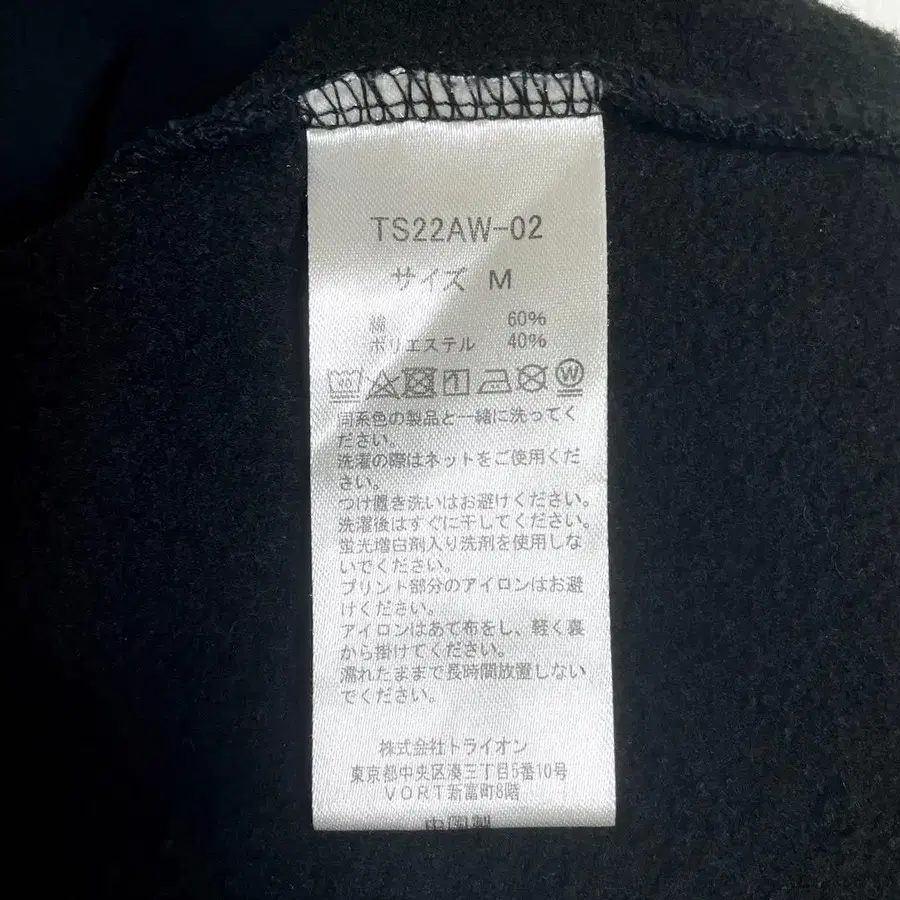 TS22AW-02
サイズ M
綿 60%
ポリエステル 40%
40 1 W
同系色の製品と一緒に洗ってく
ださい。
洗濯の際はネットをご使用くだ
さい。
つけ置き洗いはお避けください。
洗濯後はすぐに干してください。
蛍光増白剤入り洗剤を使用しな
いでください。
プリント部分のアイロンはお避
けください。
アイロンはあて布をし、軽く裏
から掛けてください。
濡れたままで長時間放置しない
でください。
株式会社トライオン
東京都中央区湊三丁目5番10号
VORT新富町8階
中国製